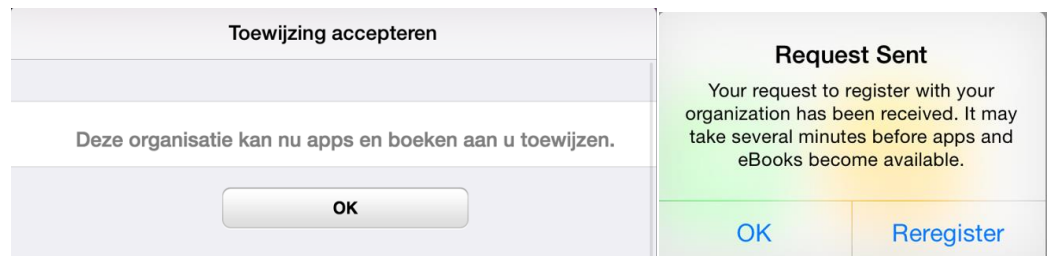 Toewijzing accepteren
Deze organisatie kan nu apps en boeken aan u toewijzen.
OK
Request Sent
Your request to register with your
organization has been received. It may
take several minutes before apps and
eBooks become available.
OK
Reregister